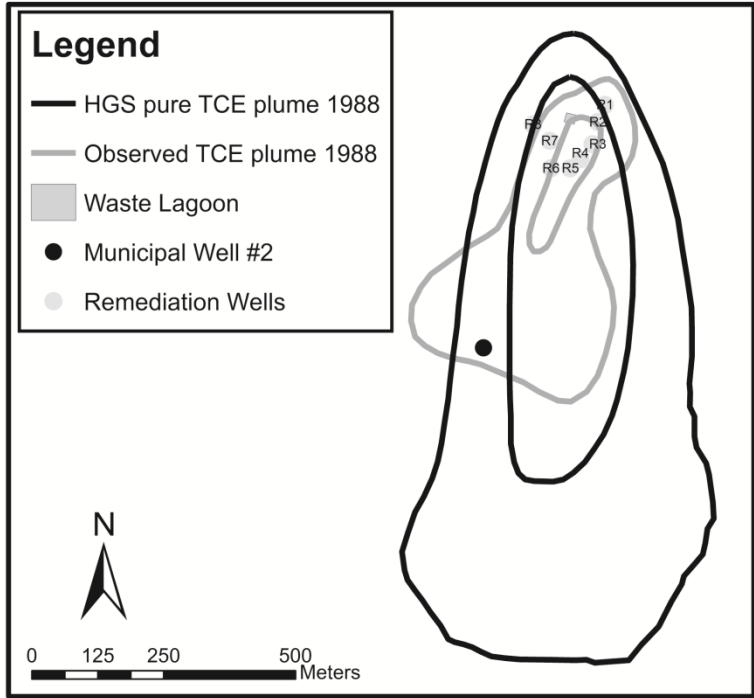 Legend
HGS pure TCE plume 1988
Observed TCE plume 1988
Waste Lagoon
Municipal Well #2
Remediation Wells
R1
R8
R2
R7
R3
R4
R6
R5
N
0
125
250
500
Meters